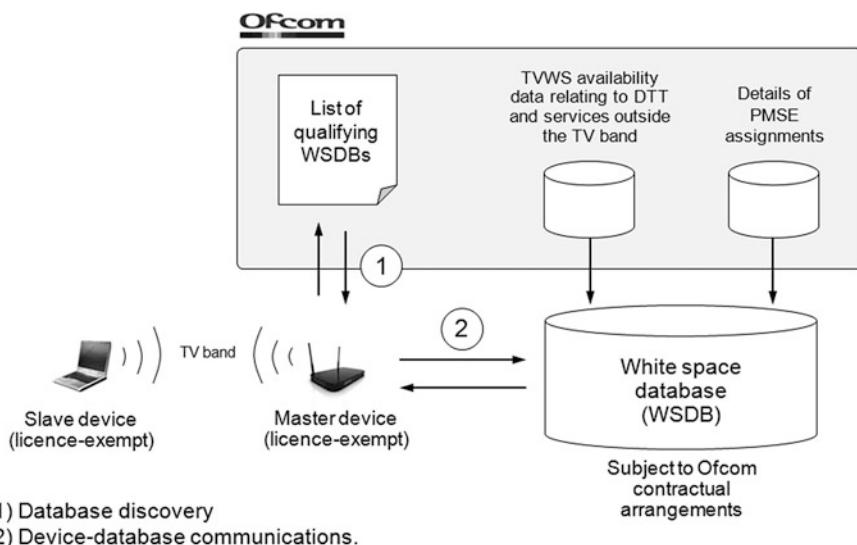 Ofcom
List of
qualifying
WSDBs
TVWS availability
data relating to DTT
and services outside
the TV band
Details of
PMSE
assignments
1
2
TV band
Slave device
(licence-exempt)
Master device
(licence-exempt)
White space
database
(WSDB)
Subject to Ofcom
contractual
arrangements
1) Database discovery
2) Device-database communications.